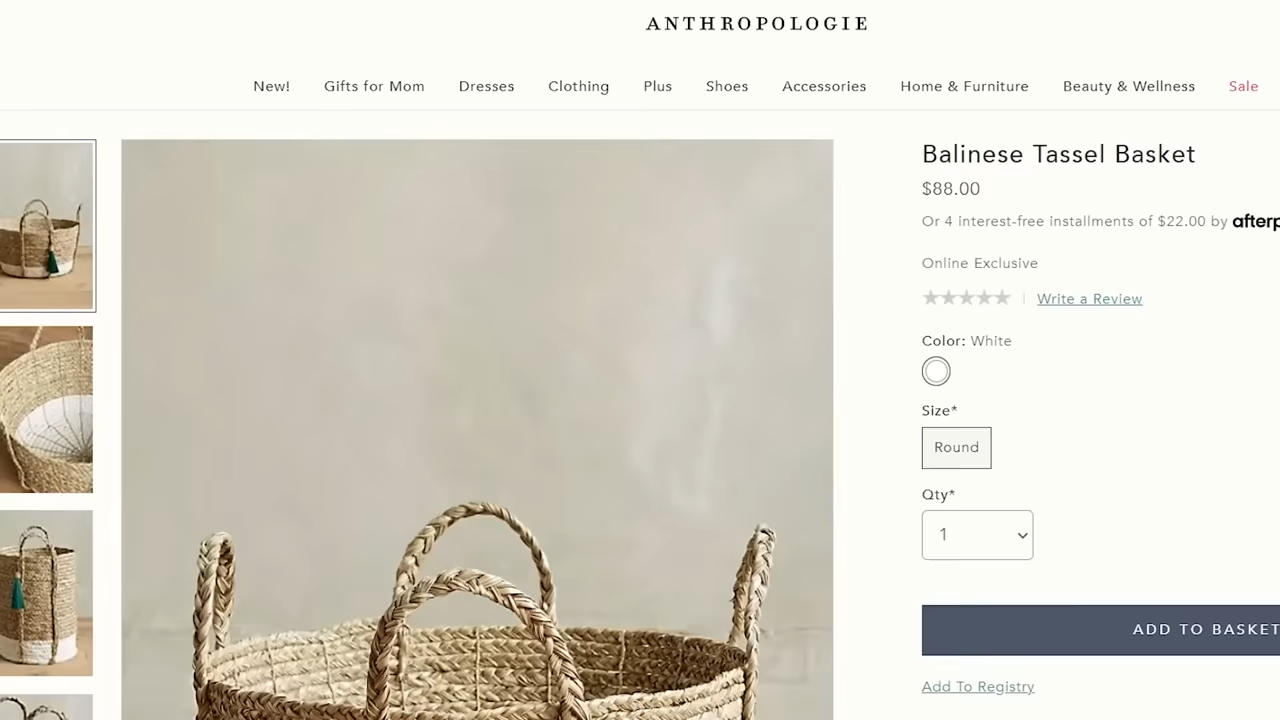 ANTHROPOLOGIE
New! Gifts for Mom Dresses Clothing Plus Shoes Accessories Home & Furniture Beauty & Wellness Sale
Balinese Tassel Basket
$88.00
Or 4 interest-free installments of $22.00 by afterp
Online Exclusive
Write a Review
Color: White
Size*
Round
Qty*
1
ADD TO BASKET
Add To Registry